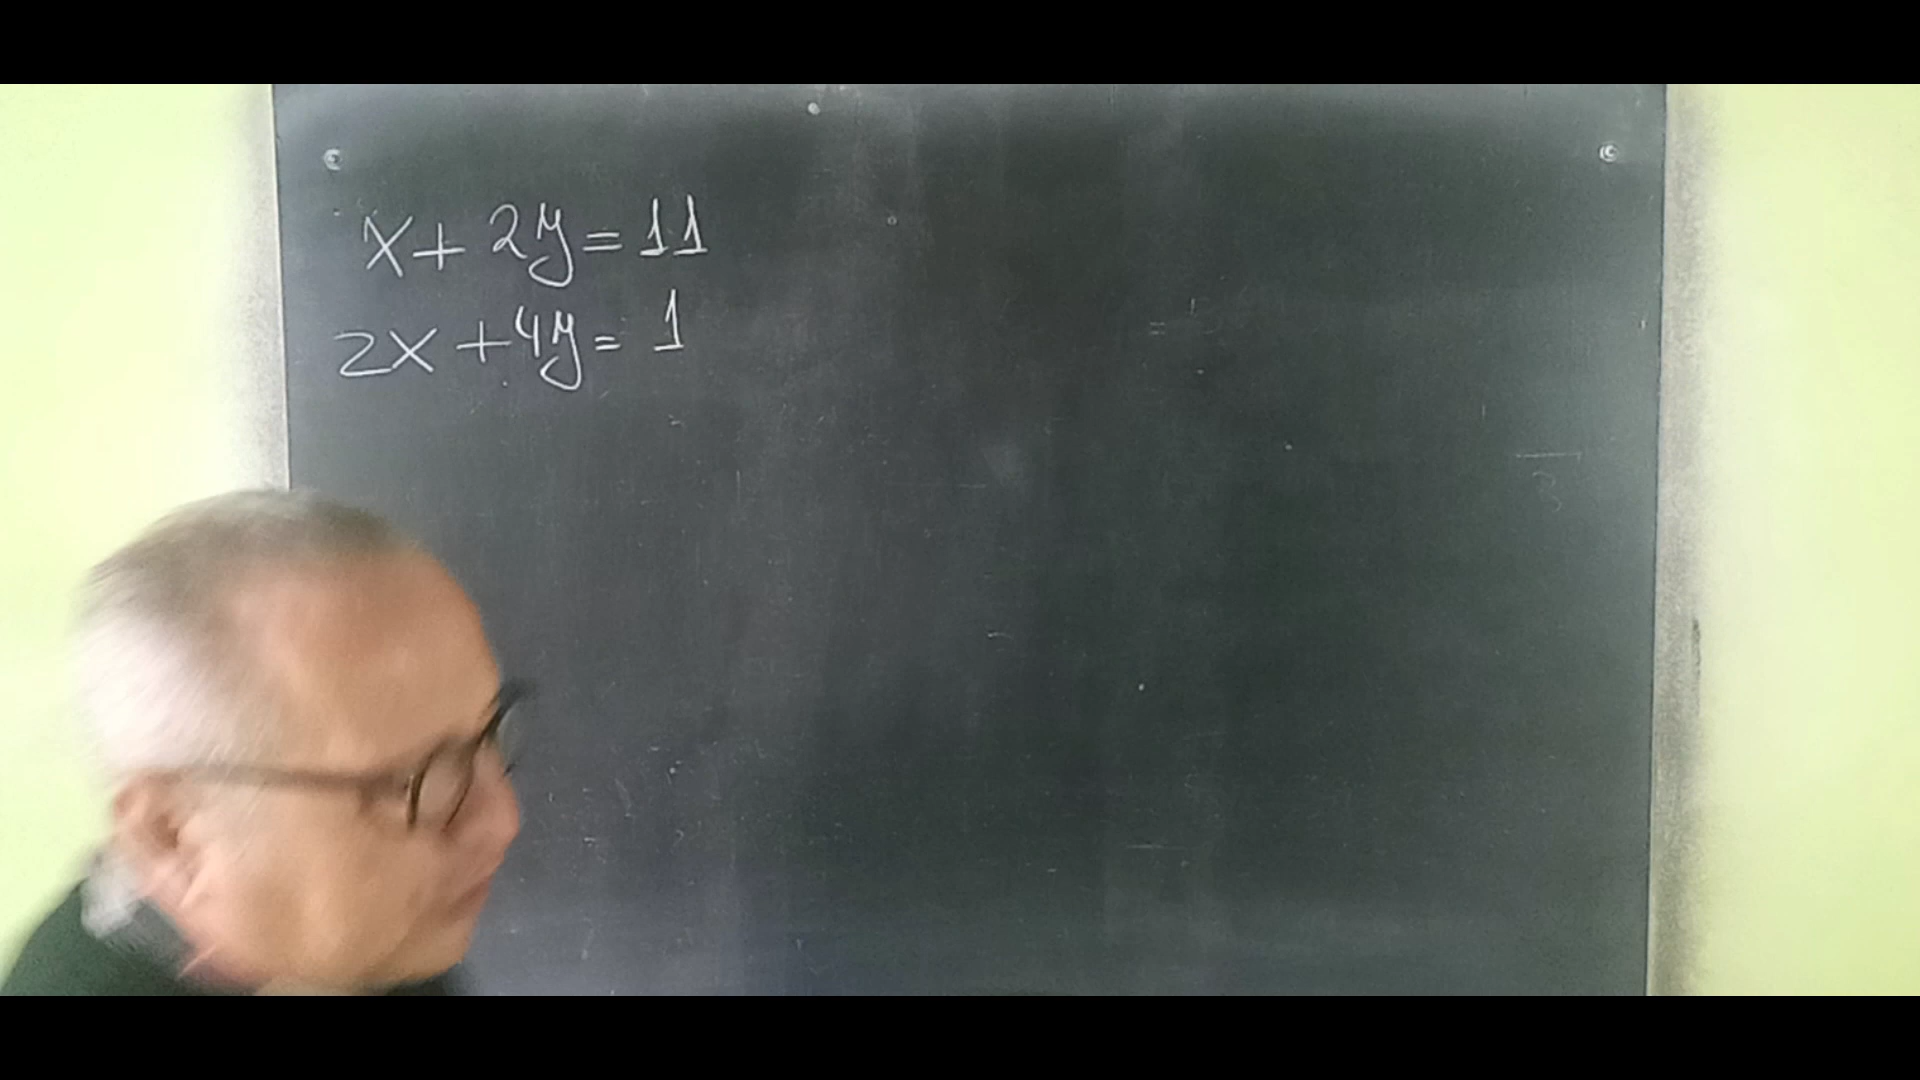 x + 2y = 11
2x + 4y = 1